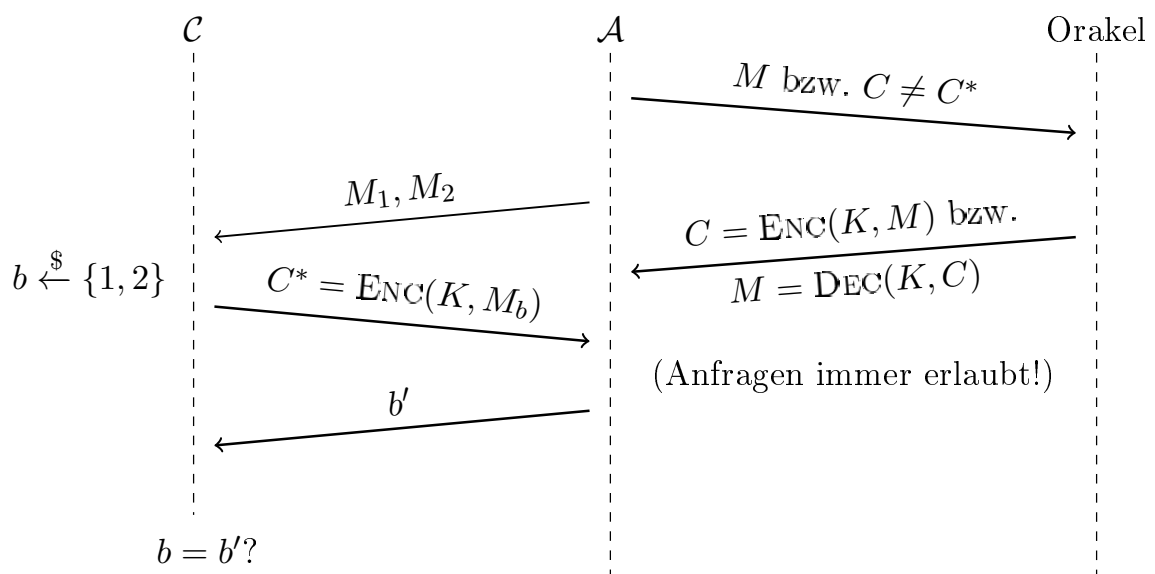 𝒞
𝒜
Orakel
M bzw. C ≠ C*
M₁, M₂
C = Enc(K, M) bzw.
M = Dec(K, C)
b ←$ {1, 2}
C* = Enc(K, M_b)
(Anfragen immer erlaubt!)
b′
b = b′?